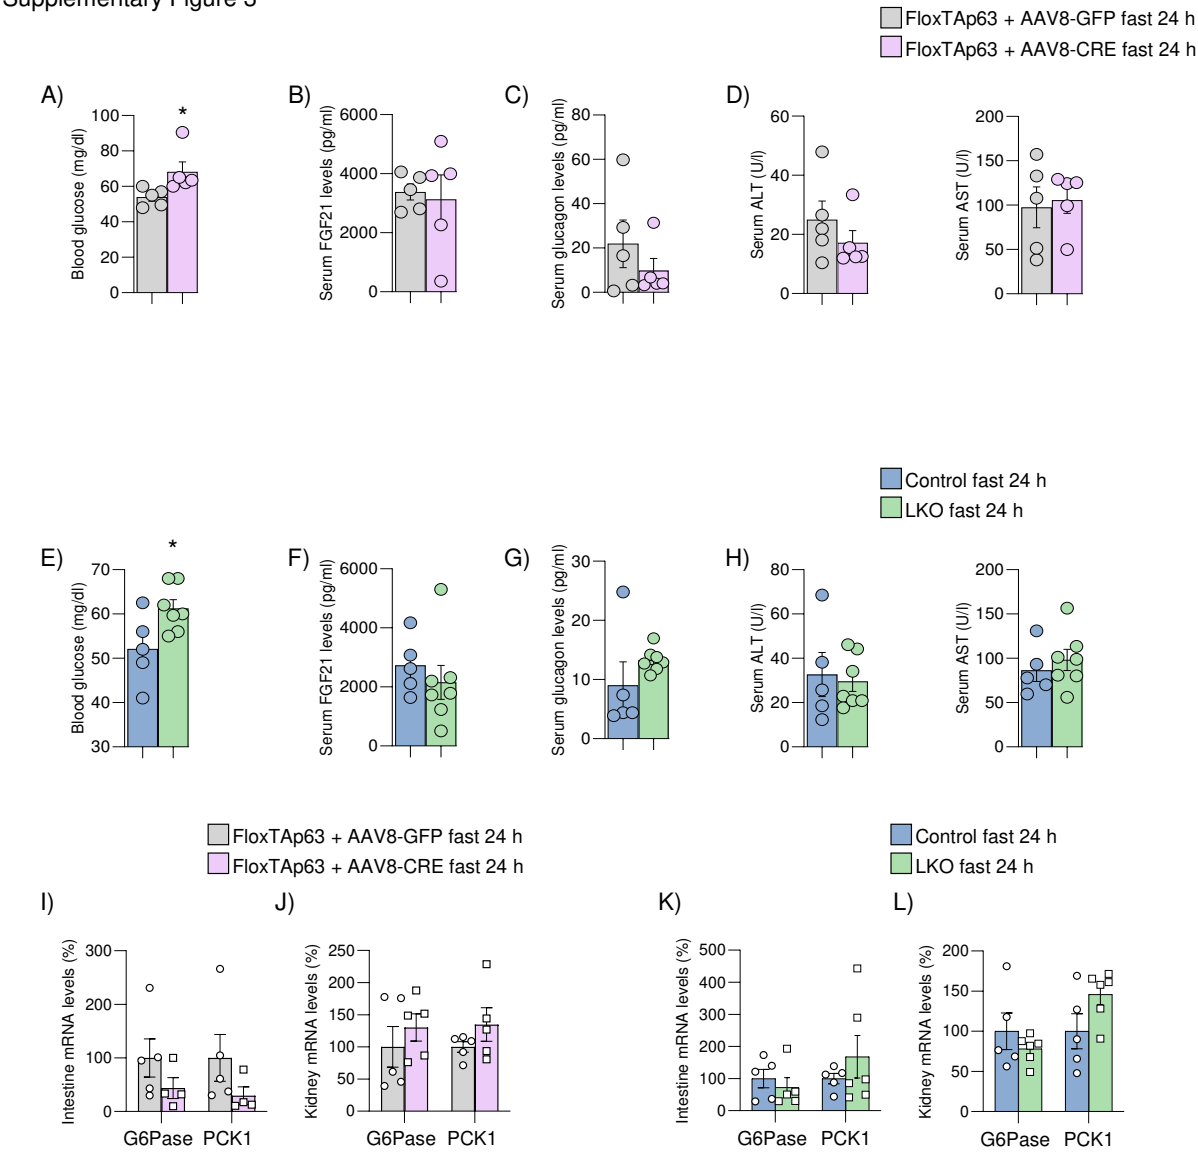 Supplementary Figure 3
FloxTAp63 + AAV8-GFP fast 24 h
FloxTAp63 + AAV8-CRE fast 24 h
A)
B)
C)
D)
Blood glucose (mg/dl)
100
80
60
40
20
0
*
Serum FGF21 levels (pg/ml)
6000
4000
2000
0
Serum glucagon levels (pg/ml)
80
60
40
20
0
Serum ALT (U/l)
60
40
20
0
Serum AST (U/l)
200
150
100
50
0
Control fast 24 h
LKO fast 24 h
E)
F)
G)
H)
Blood glucose (mg/dl)
70
60
50
40
30
*
Serum FGF21 levels (pg/ml)
6000
4000
2000
0
Serum glucagon levels (pg/ml)
30
20
10
0
Serum ALT (U/l)
80
60
40
20
0
Serum AST (U/l)
200
150
100
50
0
FloxTAp63 + AAV8-GFP fast 24 h
FloxTAp63 + AAV8-CRE fast 24 h
Control fast 24 h
LKO fast 24 h
I)
J)
K)
L)
Intestine mRNA levels (%)
300
200
100
0
G6Pase PCK1
Kidney mRNA levels (%)
250
200
150
100
50
0
G6Pase PCK1
Intestine mRNA levels (%)
500
400
300
200
100
0
G6Pase PCK1
Kidney mRNA levels (%)
200
150
100
50
0
G6Pase PCK1